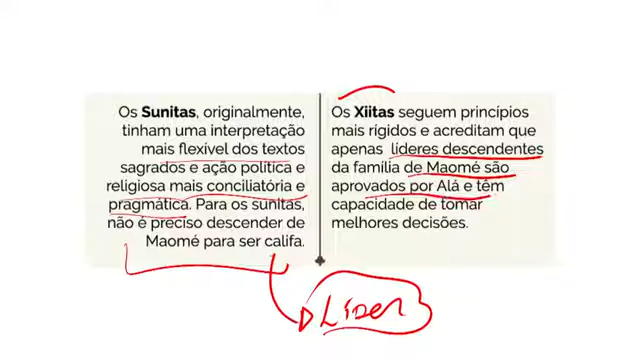 Os Sunitas, originalmente,
tinham uma interpretação
mais flexível dos textos
sagrados e ação política e
religiosa mais conciliatória e
pragmática. Para os sunitas,
não é preciso descender de
Maomé para ser califa.
Os Xiitas seguem princípios
mais rígidos e acreditam que
apenas líderes descendentes
da família de Maomé são
aprovados por Alá e têm
capacidade de tomar
melhores decisões.
Líder